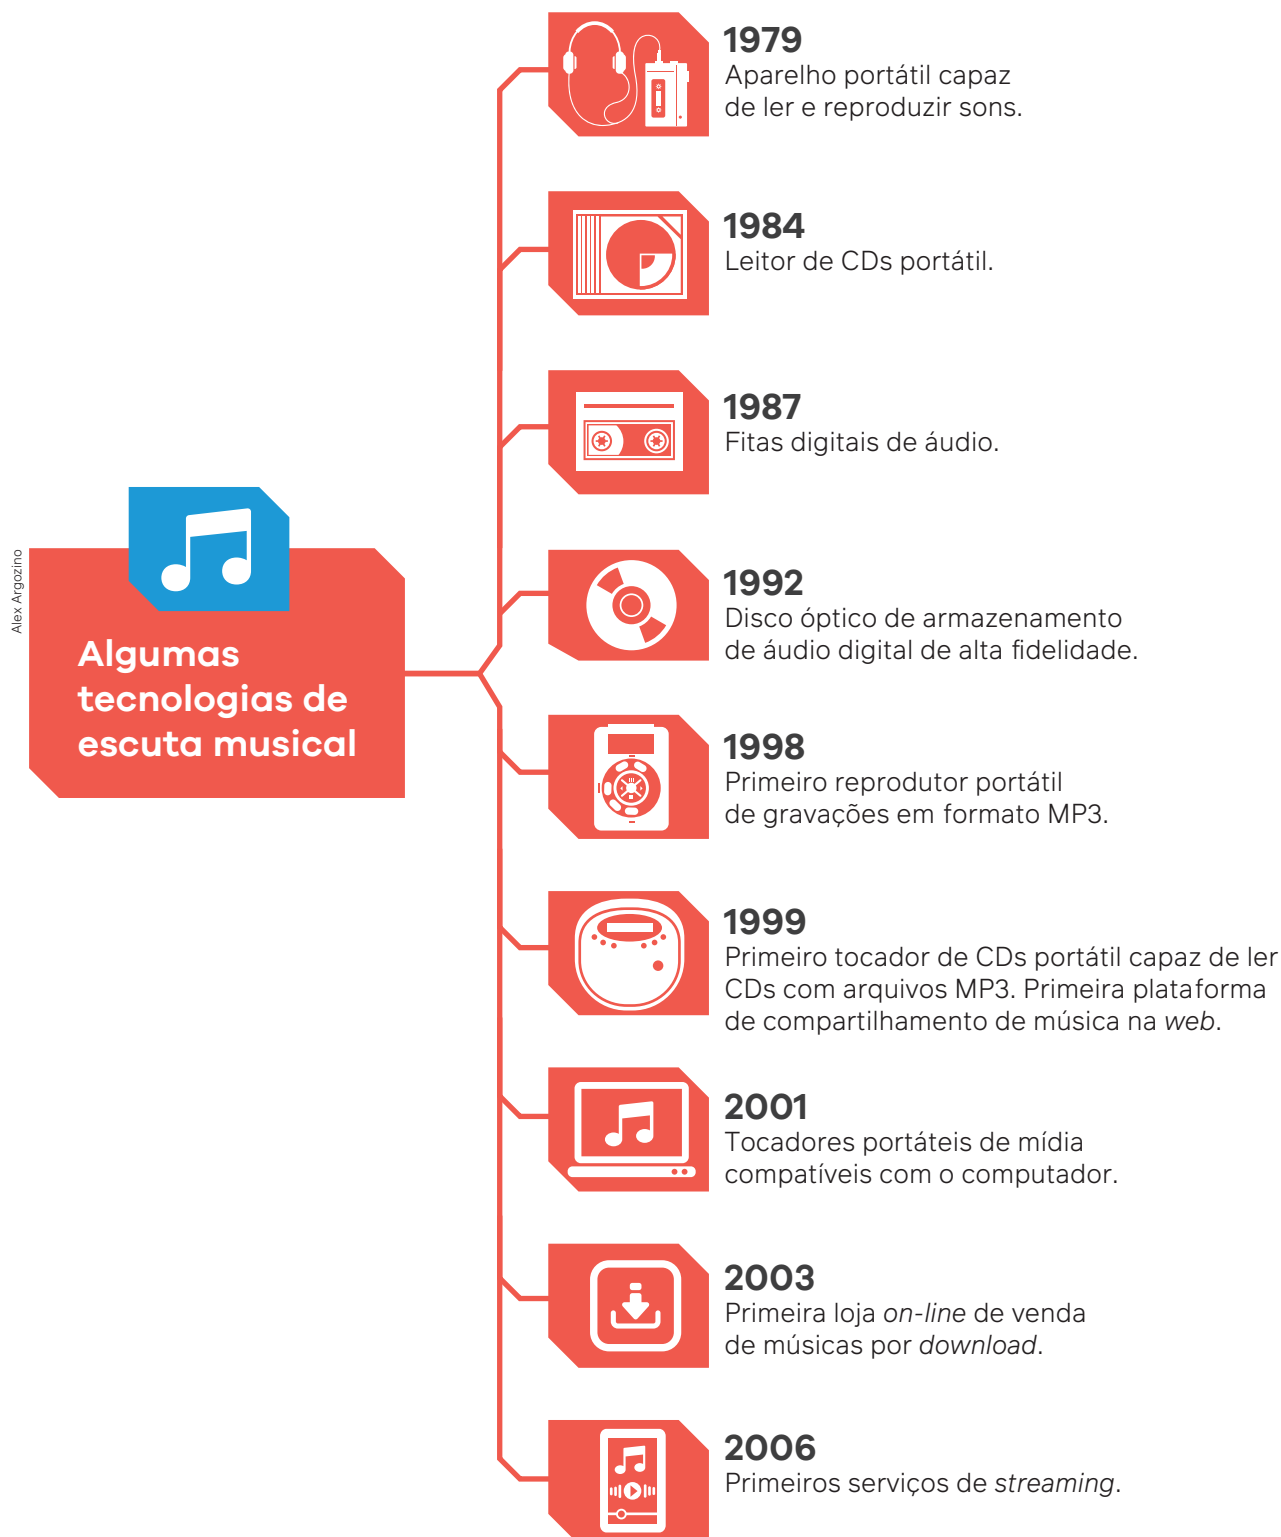 Alex Argozino
Algumas
tecnologias de
escuta musical
1979
Aparelho portátil capaz
de ler e reproduzir sons.
1984
Leitor de CDs portátil.
1987
Fitas digitais de áudio.
1992
Disco óptico de armazenamento
de áudio digital de alta fidelidade.
1998
Primeiro reprodutor portátil
de gravações em formato MP3.
1999
Primeiro tocador de CDs portátil capaz de ler
CDs com arquivos MP3. Primeira plataforma
de compartilhamento de música na web.
2001
Tocadores portáteis de mídia
compatíveis com o computador.
2003
Primeira loja on-line de venda
de músicas por download.
2006
Primeiros serviços de streaming.